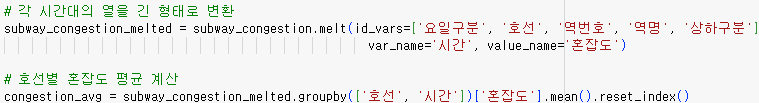 # 각 시간대의 열을 긴 형태로 변환
subway_congestion_melted = subway_congestion.melt(id_vars=['요일구분', '호선', '역번호', '역명', '상하구분']
var_name='시간', value_name='혼잡도')
# 호선별 혼잡도 평균 계산
congestion_avg = subway_congestion_melted.groupby(['호선', '시간'])['혼잡도'].mean().reset_index()